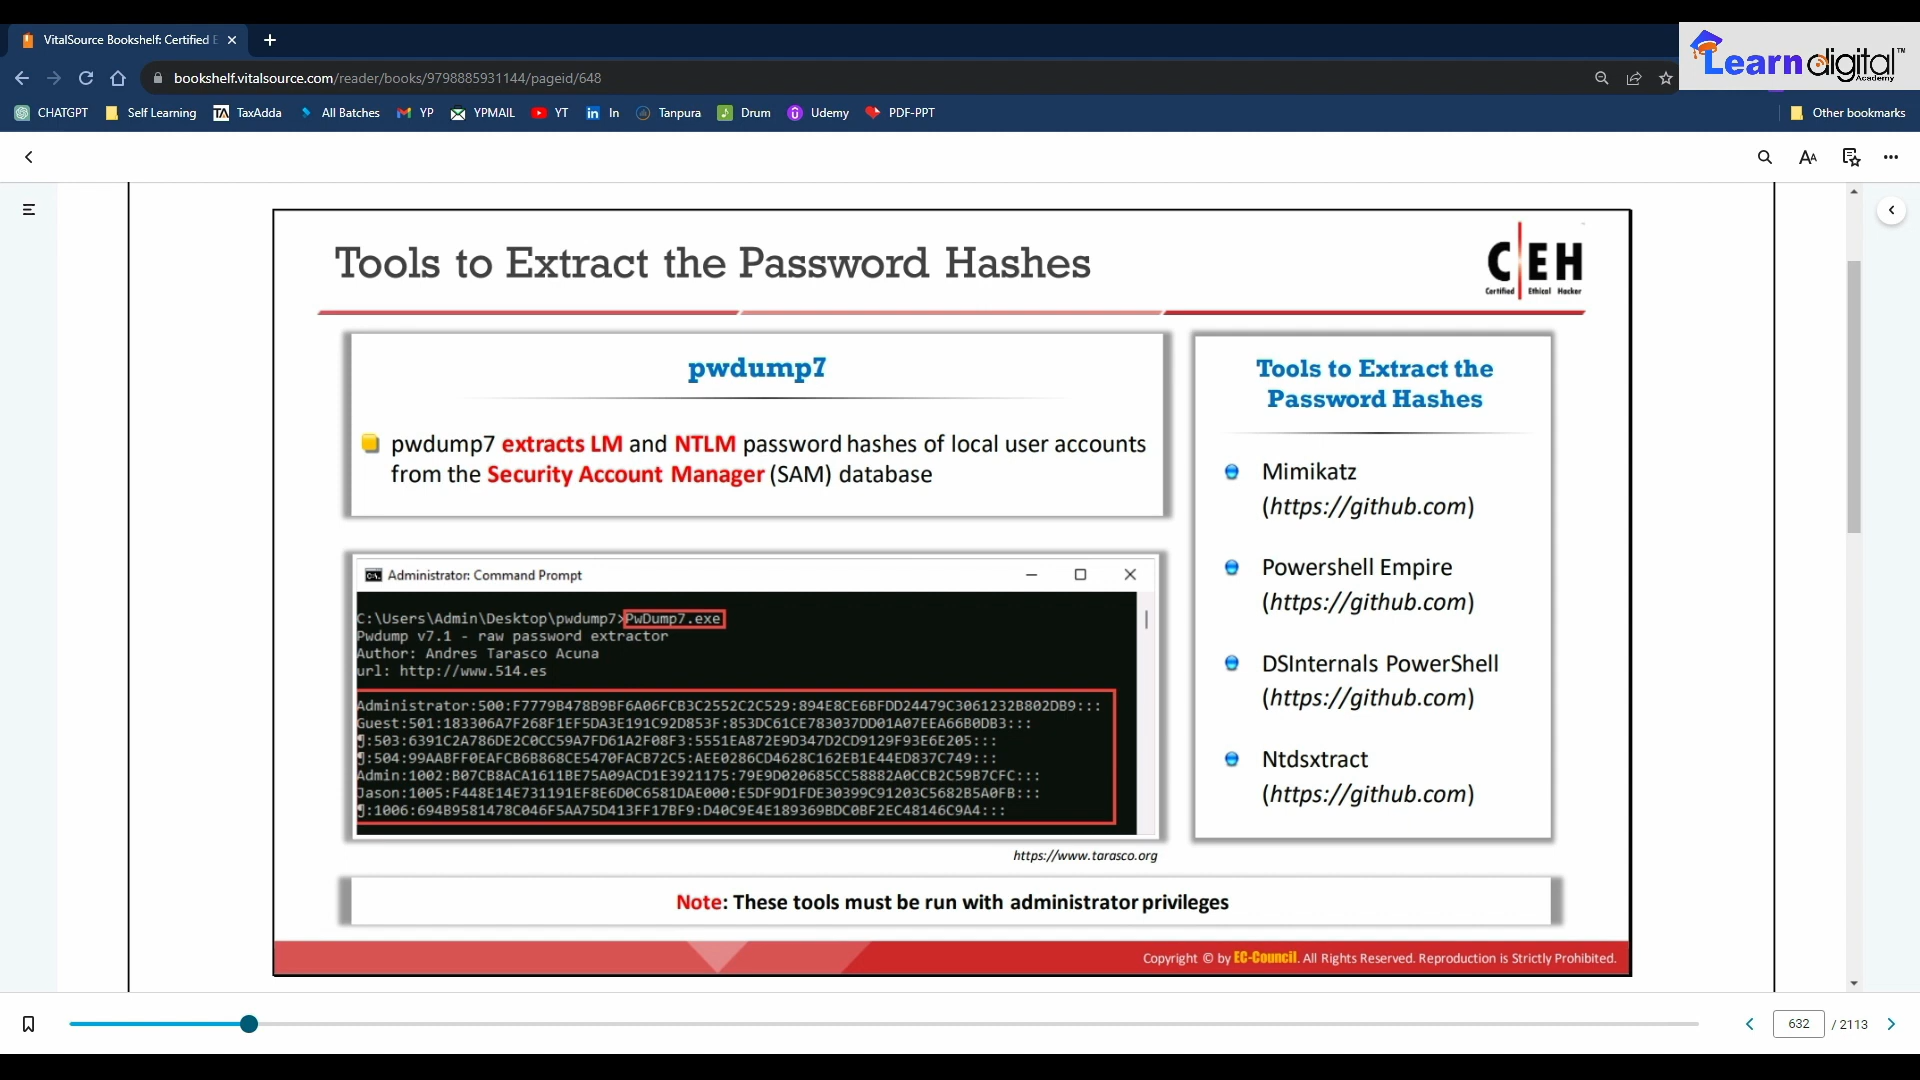 VitalSource Bookshelf: Certified E
Learn digital™
Academy
bookshelf.vitalsource.com/reader/books/9798885931144/pageid/648
CHATGPT Self Learning TaxAdda All Batches YP YPMAIL YT In Tanpura Drum Udemy PDF-PPT Other bookmarks
Tools to Extract the Password Hashes
C|EH
Certified Ethical Hacker
pwdump7
pwdump7 extracts LM and NTLM password hashes of local user accounts
from the Security Account Manager (SAM) database
Administrator: Command Prompt
C:\Users\Admin\Desktop\pwdump7>PwDump7.exe
Pwdump v7.1 - raw password extractor
Author: Andres Tarasco Acuna
url: http://www.514.es
Administrator:500:F7779B478B9BF6A06FCB3C2552C2C529:894E8CE6BFDD24479C3061232B802DB9:::
Guest:501:183306A7F268F1EF5DA3E191C92D853F:853DC61CE783037DD01A07EEA66B0DB3:::
¶:503:6391C2A786DE2C0CC59A7FD61A2F08F3:5551EA872E9D347D2CD9129F93E6E205:::
¶:504:99AABFF0EAFCB6B868CE5470FACB72C5:AEE0286CD4628C162EB1E44ED837C749:::
Admin:1002:B07CB8ACA1611BE75A09ACD1E3921175:79E9D020685CC58882A0CCB2C59B7CFC:::
Jason:1005:F448E14E731191EF8E6D0C6581DAE000:E5DF9D1FDE30399C91203C5682B5A0FB:::
¶:1006:694B9581478C046F5AA75D413FF17BF9:D40C9E4E189369BDC0BF2EC48146C9A4:::
https://www.tarasco.org
Tools to Extract the
Password Hashes
Mimikatz
(https://github.com)
Powershell Empire
(https://github.com)
DSInternals PowerShell
(https://github.com)
Ntdsxtract
(https://github.com)
Note: These tools must be run with administrator privileges
Copyright © by EC-Council. All Rights Reserved. Reproduction is Strictly Prohibited.
632 / 2113